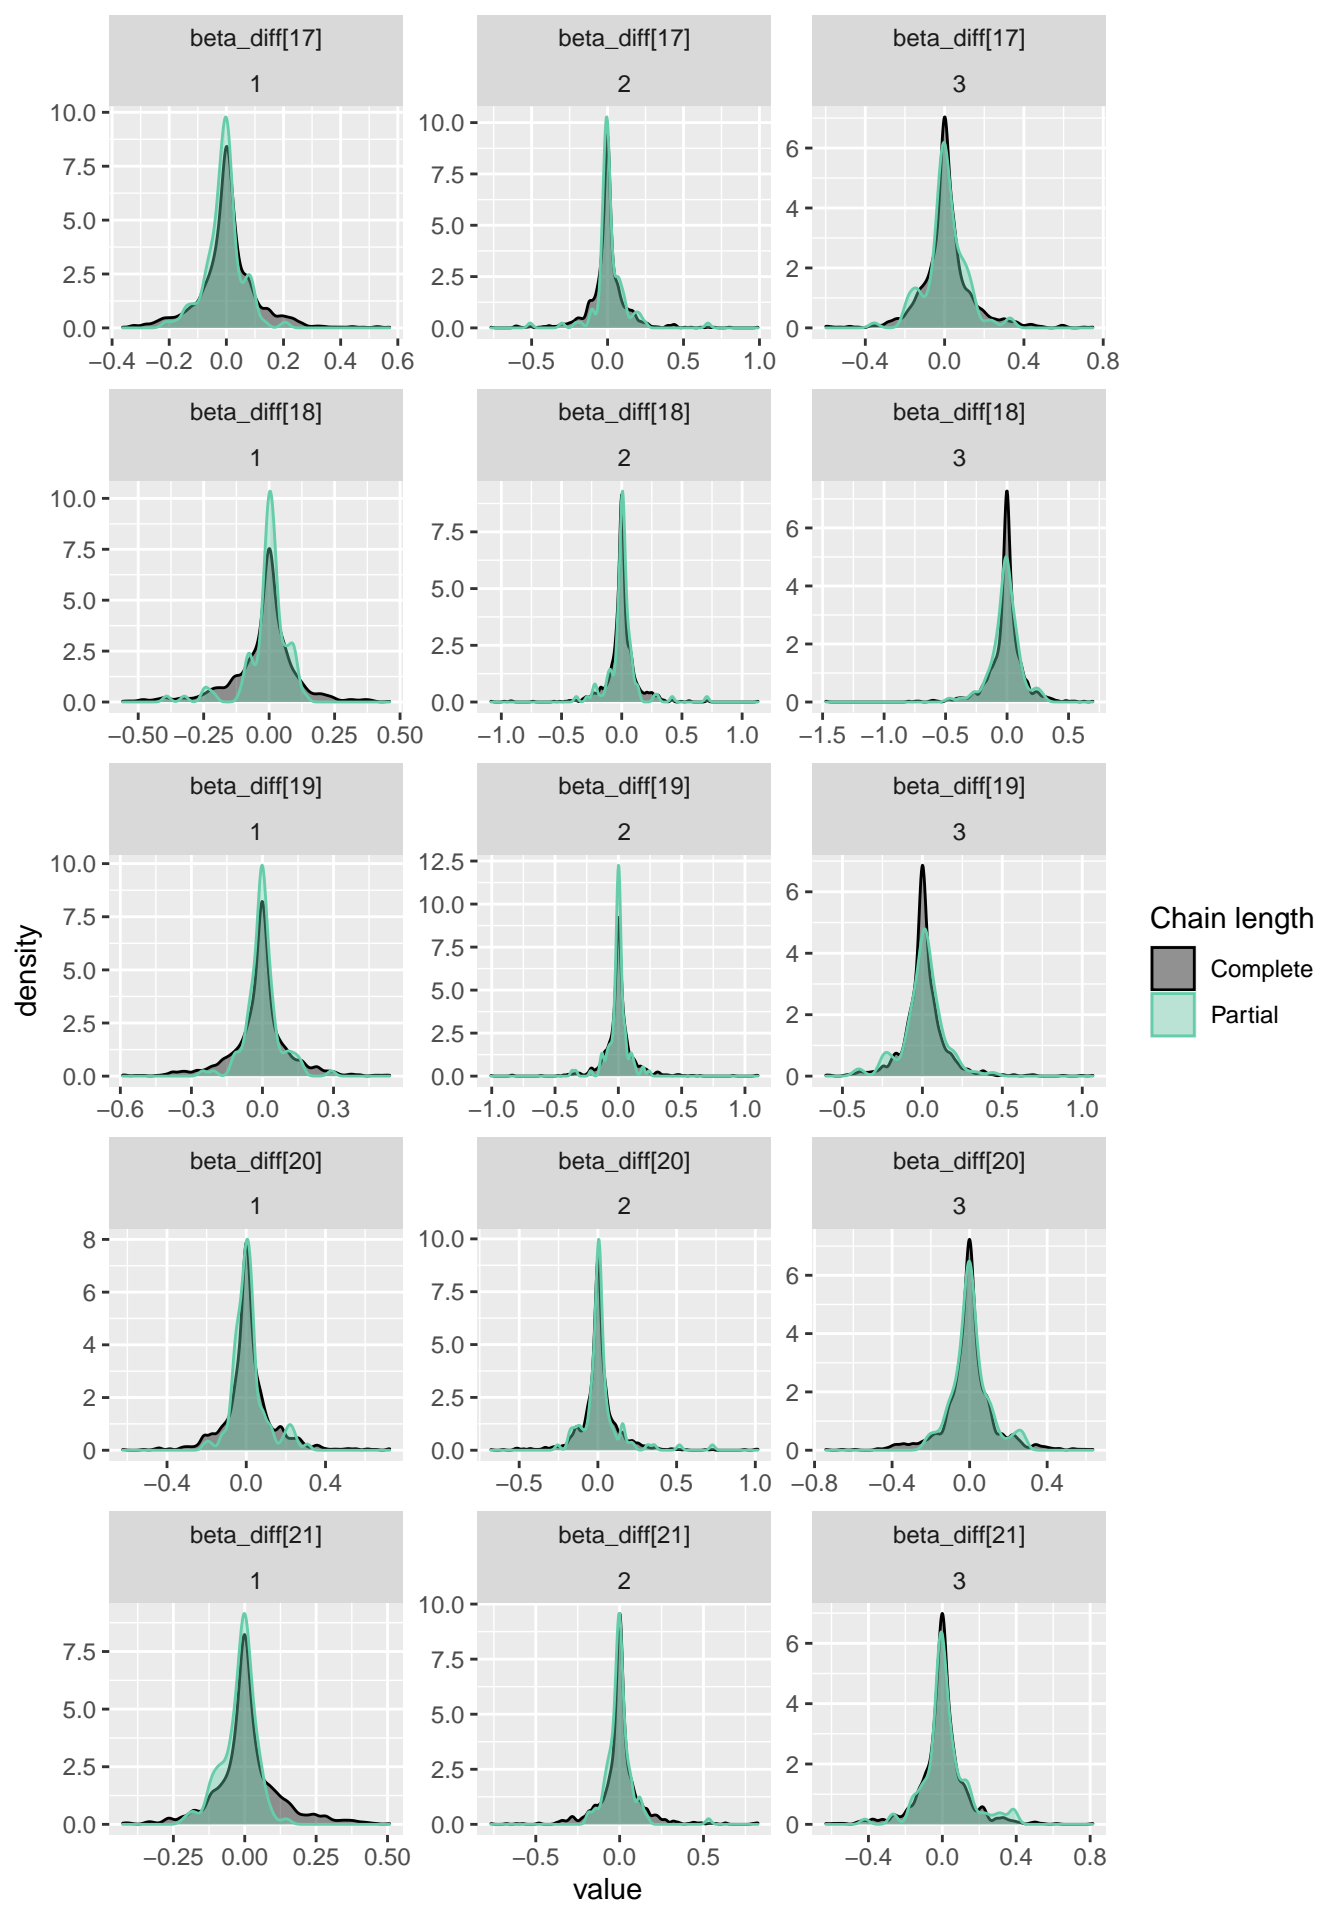 beta_diff[17] beta_diff[17] beta_diff[17]
1 2 3
10.0 7.5 5.0 2.5 0.0
10.0 7.5 5.0 2.5 0.0
6 4 2 0
−0.4 −0.2 0.0 0.2 0.4 0.6
−0.5 0.0 0.5 1.0
−0.4 0.0 0.4 0.8
beta_diff[18] beta_diff[18] beta_diff[18]
1 2 3
10.0 7.5 5.0 2.5 0.0
7.5 5.0 2.5 0.0
6 4 2 0
−0.50 −0.25 0.00 0.25 0.50
−1.0 −0.5 0.0 0.5 1.0
−1.5 −1.0 −0.5 0.0 0.5
beta_diff[19] beta_diff[19] beta_diff[19]
1 2 3
10.0 7.5 5.0 2.5 0.0
12.5 10.0 7.5 5.0 2.5 0.0
6 4 2 0
−0.6 −0.3 0.0 0.3
−1.0 −0.5 0.0 0.5 1.0
−0.5 0.0 0.5 1.0
beta_diff[20] beta_diff[20] beta_diff[20]
1 2 3
8 6 4 2 0
10.0 7.5 5.0 2.5 0.0
6 4 2 0
−0.4 0.0 0.4
−0.5 0.0 0.5 1.0
−0.8 −0.4 0.0 0.4
beta_diff[21] beta_diff[21] beta_diff[21]
1 2 3
7.5 5.0 2.5 0.0
10.0 7.5 5.0 2.5 0.0
6 4 2 0
−0.25 0.00 0.25 0.50
−0.5 0.0 0.5
−0.4 0.0 0.4 0.8
value
density
Chain length
Complete
Partial